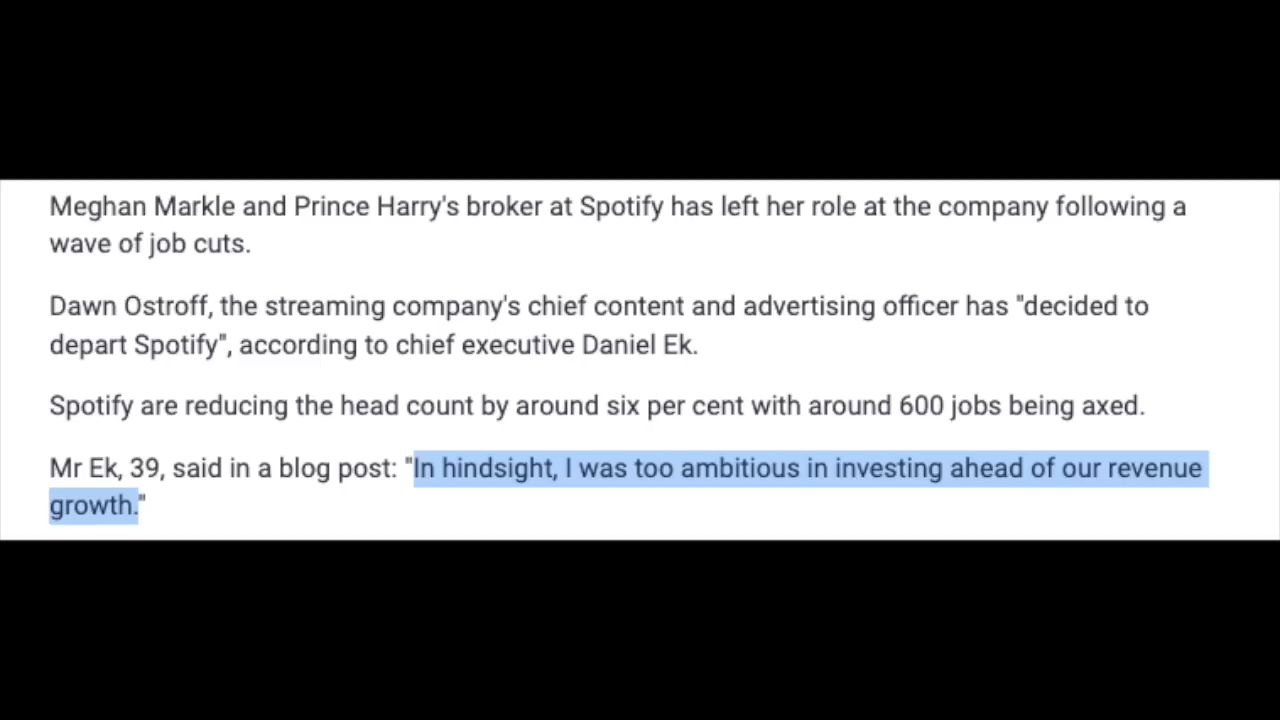 Meghan Markle and Prince Harry's broker at Spotify has left her role at the company following a
wave of job cuts.
Dawn Ostroff, the streaming company's chief content and advertising officer has "decided to
depart Spotify", according to chief executive Daniel Ek.
Spotify are reducing the head count by around six per cent with around 600 jobs being axed.
Mr Ek, 39, said in a blog post: "In hindsight, I was too ambitious in investing ahead of our revenue
growth."